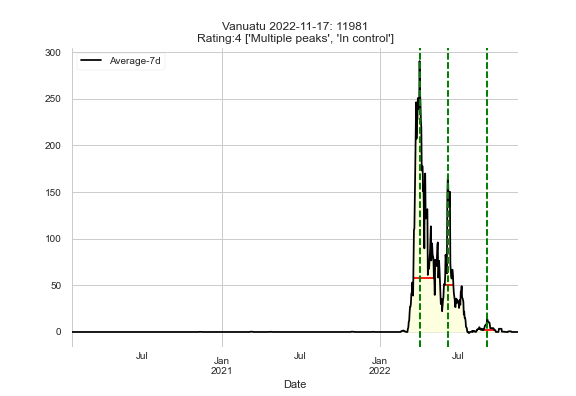 Vanuatu 2022-11-17: 11981
Rating:4 ['Multiple peaks', 'In control']
Average-7d
300
250
200
150
100
50
0
Jul
Jan
2021
Jul
Jan
2022
Jul
Date